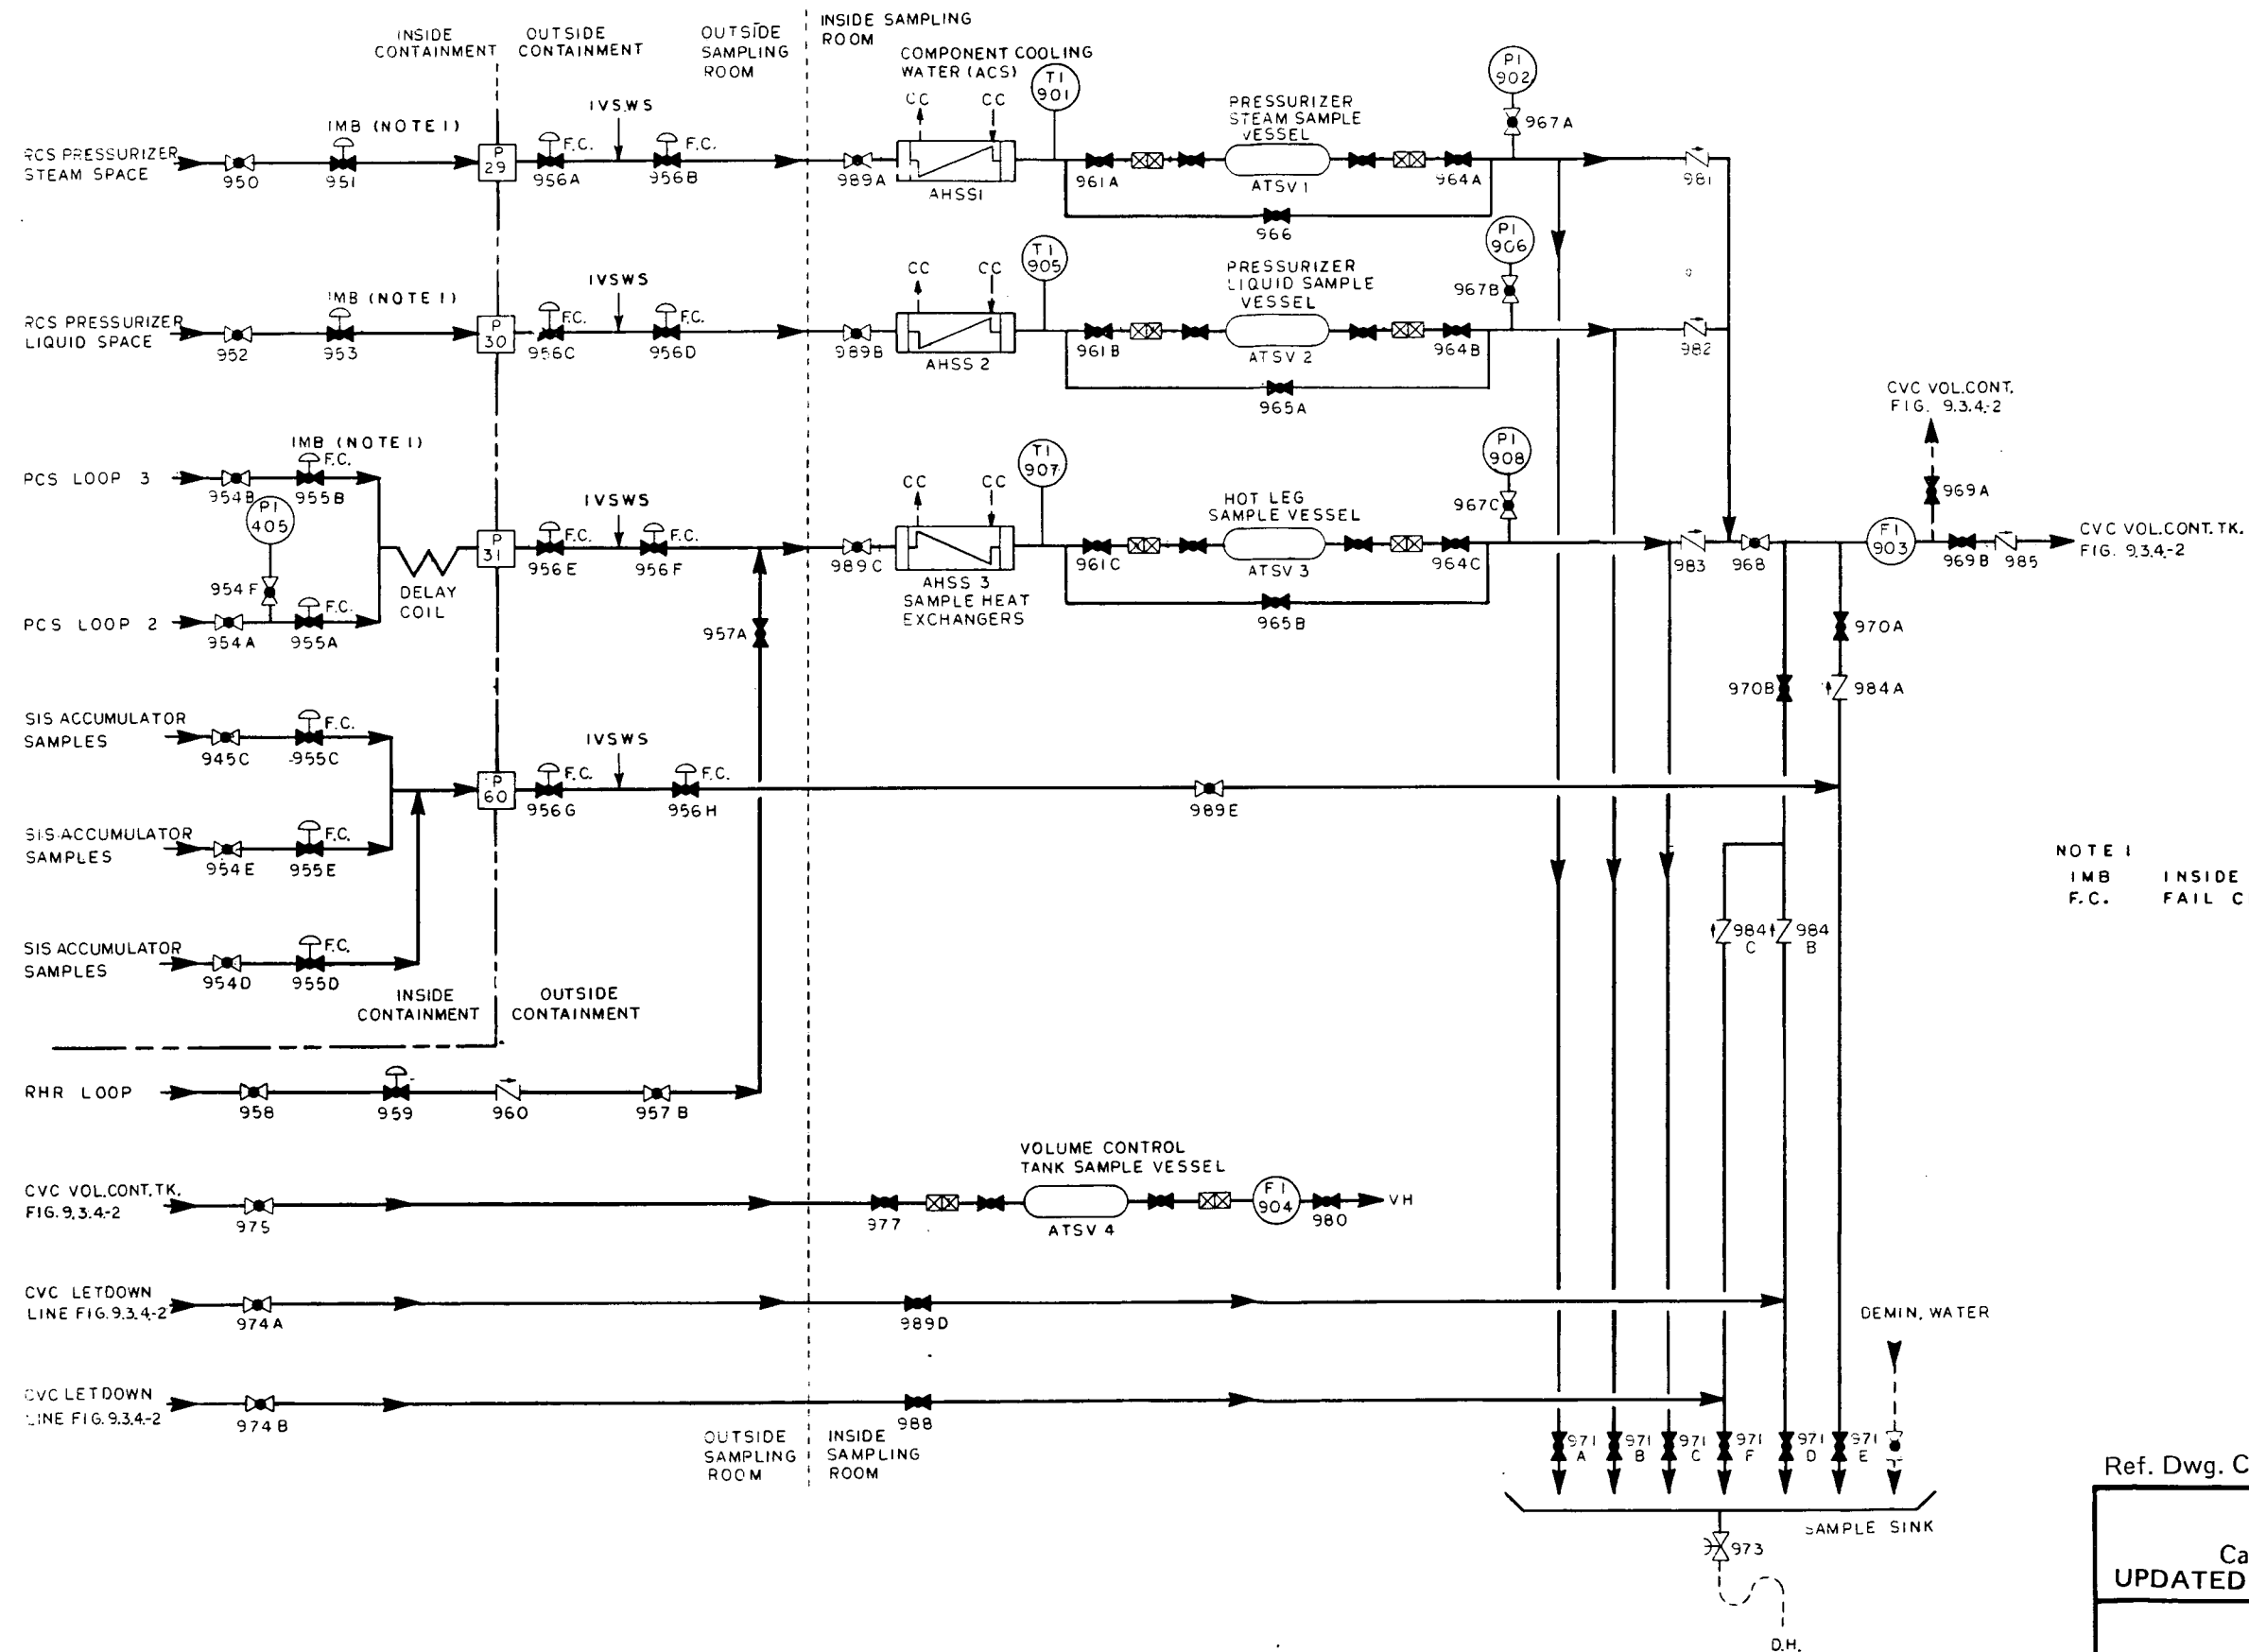 INSIDE
CONTAINMENT
OUTSIDE
CONTAINMENT
OUTSIDE
SAMPLING
ROOM
INSIDE SAMPLING
ROOM
COMPONENT COOLING
WATER (ACS)
RCS PRESSURIZER
STEAM SPACE
950
IMB (NOTE 1)
951
P
29
F.C.
956A
IVSWS
F.C.
956B
989A
CC
CC
AHSS1
TI
901
961A
PRESSURIZER
STEAM SAMPLE
VESSEL
ATSV 1
964A
966
PI
902
967A
981
RCS PRESSURIZER
LIQUID SPACE
952
IMB (NOTE 1)
953
P
30
F.C.
956C
IVSWS
F.C.
956D
989B
CC
CC
AHSS 2
TI
905
961B
PRESSURIZER
LIQUID SAMPLE
VESSEL
ATSV 2
964B
965A
PI
906
967B
982
PCS LOOP 3
954B
IMB (NOTE 1)
F.C.
955B
PI
405
954F
PCS LOOP 2
954A
F.C.
955A
DELAY
COIL
P
31
F.C.
956E
IVSWS
F.C.
956F
957A
989C
CC
CC
AHSS 3
SAMPLE HEAT
EXCHANGERS
TI
907
961C
HOT LEG
SAMPLE VESSEL
ATSV 3
964C
965B
PI
908
967C
983
968
FI
903
CVC VOL.CONT.
FIG. 9.3.4-2
969A
969B
985
CVC VOL.CONT.TK.
FIG. 9.3.4-2
970A
970B
984A
SIS ACCUMULATOR
SAMPLES
945C
F.C.
955C
P
60
F.C.
956G
IVSWS
F.C.
956H
989E
SIS ACCUMULATOR
SAMPLES
954E
F.C.
955E
SIS ACCUMULATOR
SAMPLES
954D
F.C.
955D
INSIDE
CONTAINMENT
OUTSIDE
CONTAINMENT
NOTE 1
IMB INSIDE
F.C. FAIL C
984
C
984
B
RHR LOOP
958
959
960
957B
CVC VOL.CONT.TK.
FIG.9.3.4-2
975
977
VOLUME CONTROL
TANK SAMPLE VESSEL
ATSV 4
FI
904
980
VH
CVC LETDOWN
LINE FIG.9.3.4-2
974A
989D
CVC LETDOWN
LINE FIG.9.3.4-2
974B
988
OUTSIDE
SAMPLING
ROOM
INSIDE
SAMPLING
ROOM
DEMIN. WATER
971
A
971
B
971
C
971
F
971
D
971
E
SAMPLE SINK
973
D.H.
Ref. Dwg. C
Ca
UPDATED